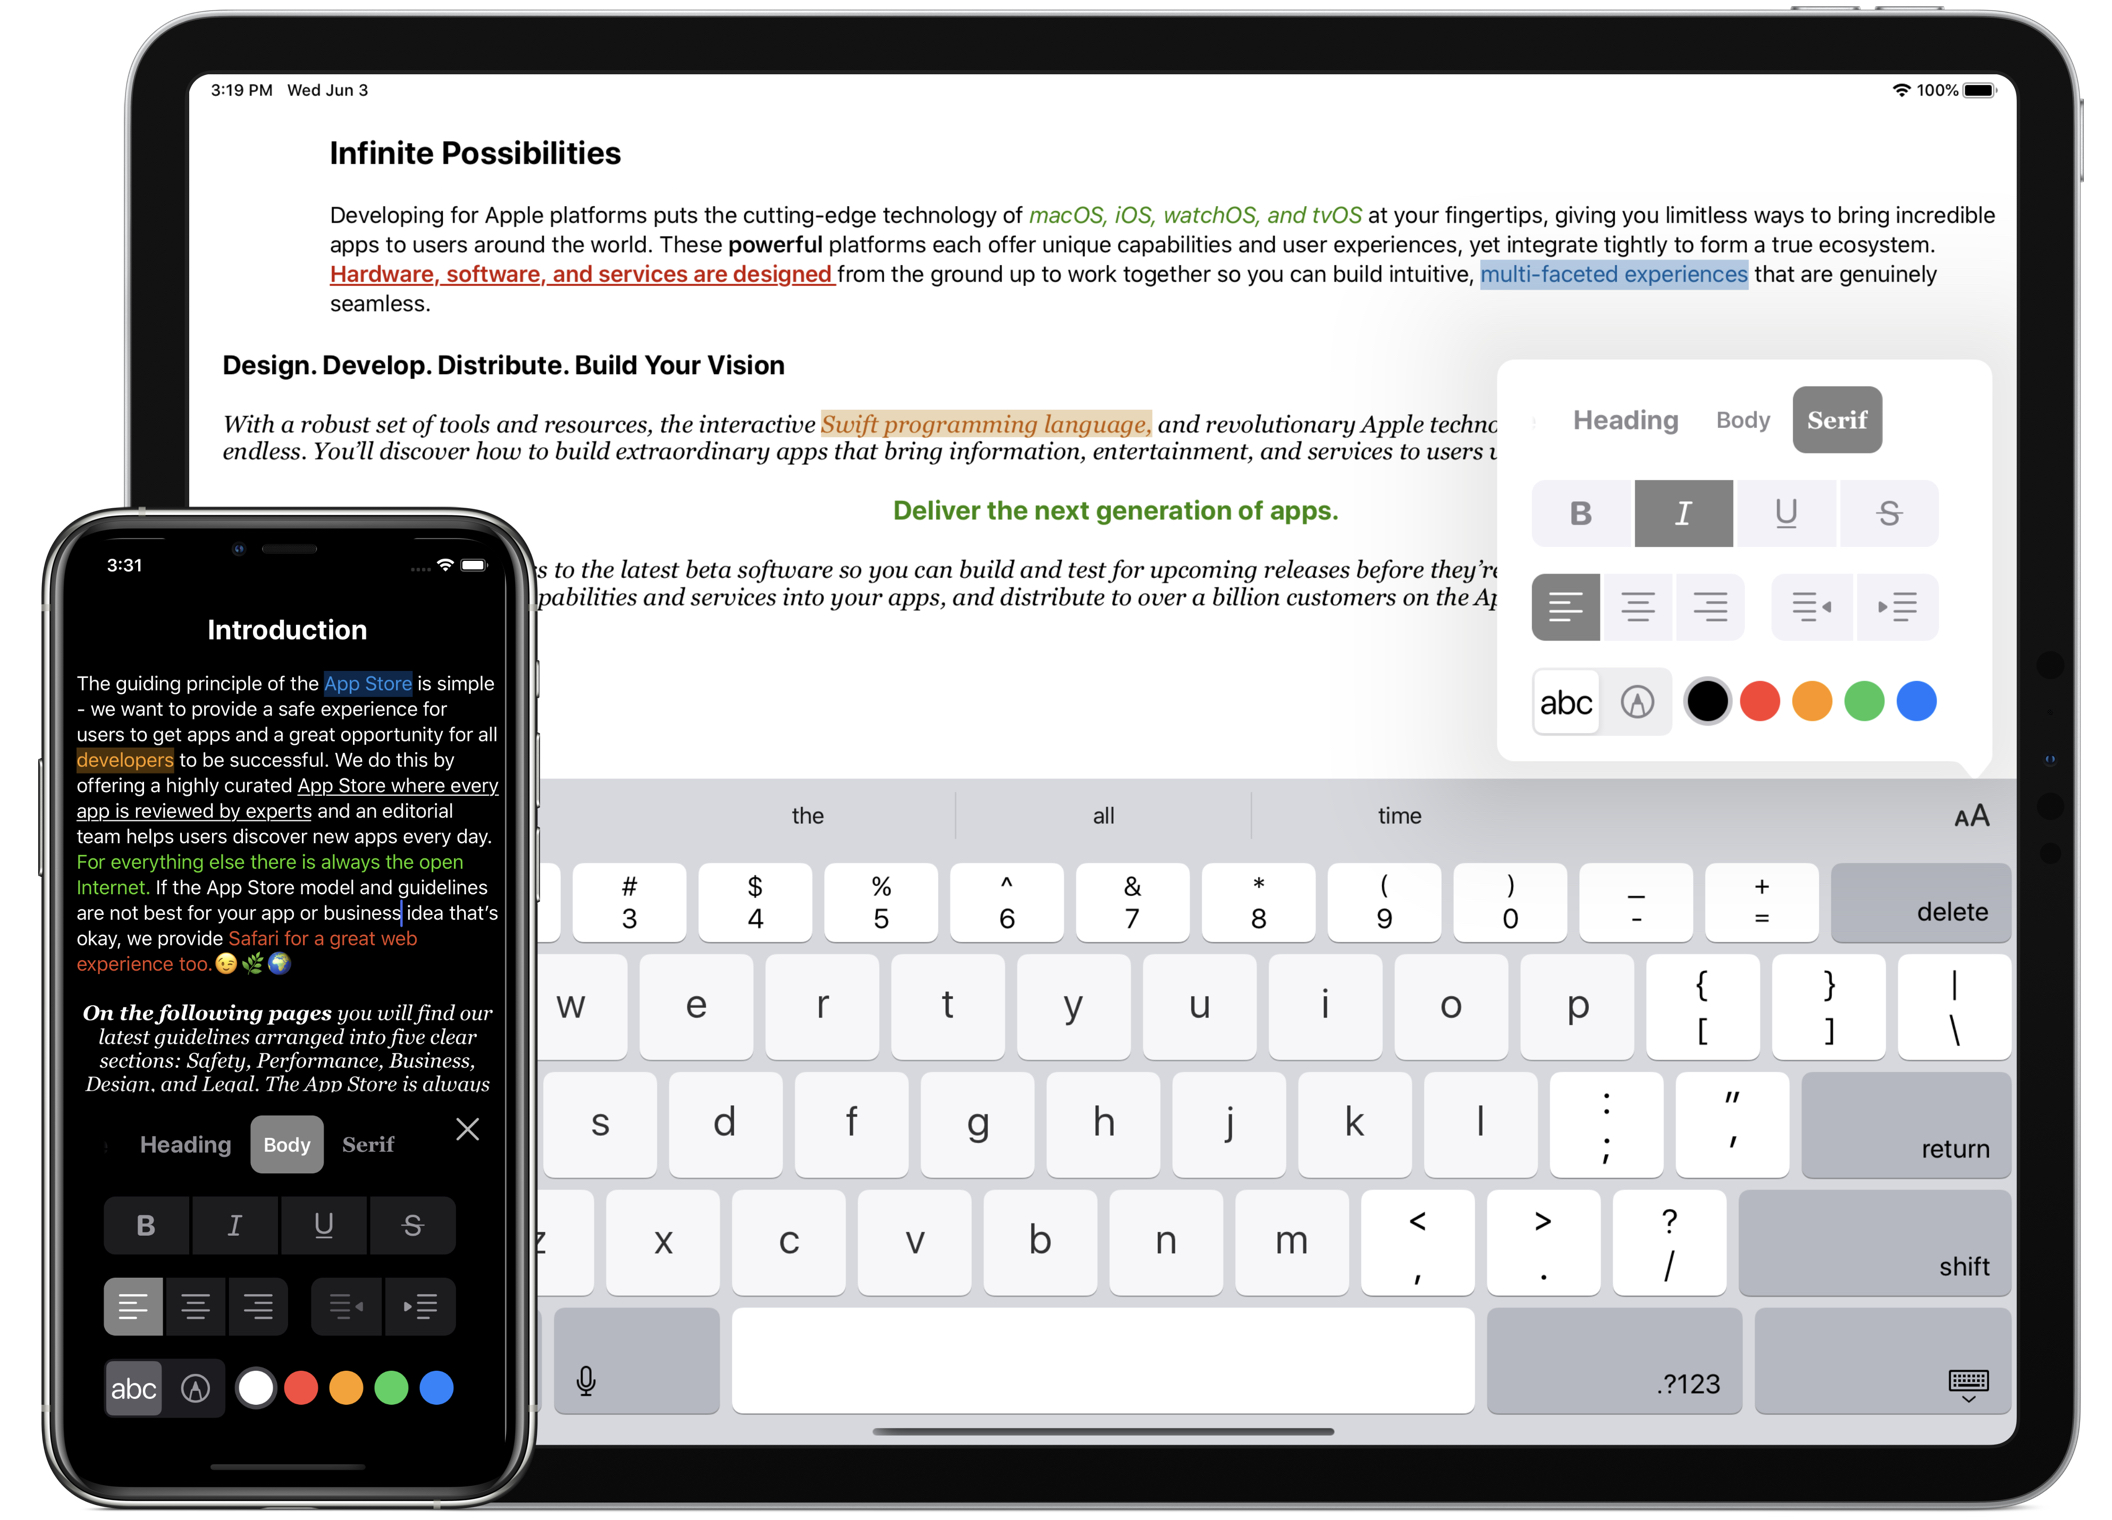 3:19 PM Wed Jun 3
100%
Infinite Possibilities
Developing for Apple platforms puts the cutting-edge technology of macOS, iOS, watchOS, and tvOS at your fingertips, giving you limitless ways to bring incredible
apps to users around the world. These powerful platforms each offer unique capabilities and user experiences, yet integrate tightly to form a true ecosystem.
Hardware, software, and services are designed from the ground up to work together so you can build intuitive, multi-faceted experiences that are genuinely
seamless.
Design. Develop. Distribute. Build Your Vision
With a robust set of tools and resources, the interactive Swift programming language, and revolutionary Apple
endless. You’ll discover how to build extraordinary apps that bring information, entertainment, and services to users
Deliver the next generation of apps.
to the latest beta software so you can build and test for upcoming releases before they’re
and services into your apps, and distribute to over a billion customers on the
Heading Body Serif
B I U S
abc A
the all time AA
# $ % ^ & * ( ) _ +
3 4 5 6 7 8 9 0 - = delete
w e r t y u i o p { } |
[ ] \
s d f g h j k l : "
; ' return
z x c v b n m < > ?
, . / shift
.?123
3:31
Introduction
The guiding principle of the App Store is simple
- we want to provide a safe experience for
users to get apps and a great opportunity for all
developers to be successful. We do this by
offering a highly curated App Store where every
app is reviewed by experts and an editorial
team helps users discover new apps every day.
For everything else there is always the open
Internet. If the App Store model and guidelines
are not best for your app or business idea that’s
okay, we provide Safari for a great web
experience too.😉🌿🌍
On the following pages you will find our
latest guidelines arranged into five clear
sections: Safety, Performance, Business,
Design, and Legal. The App Store is always
Heading Body Serif
B I U S
abc A